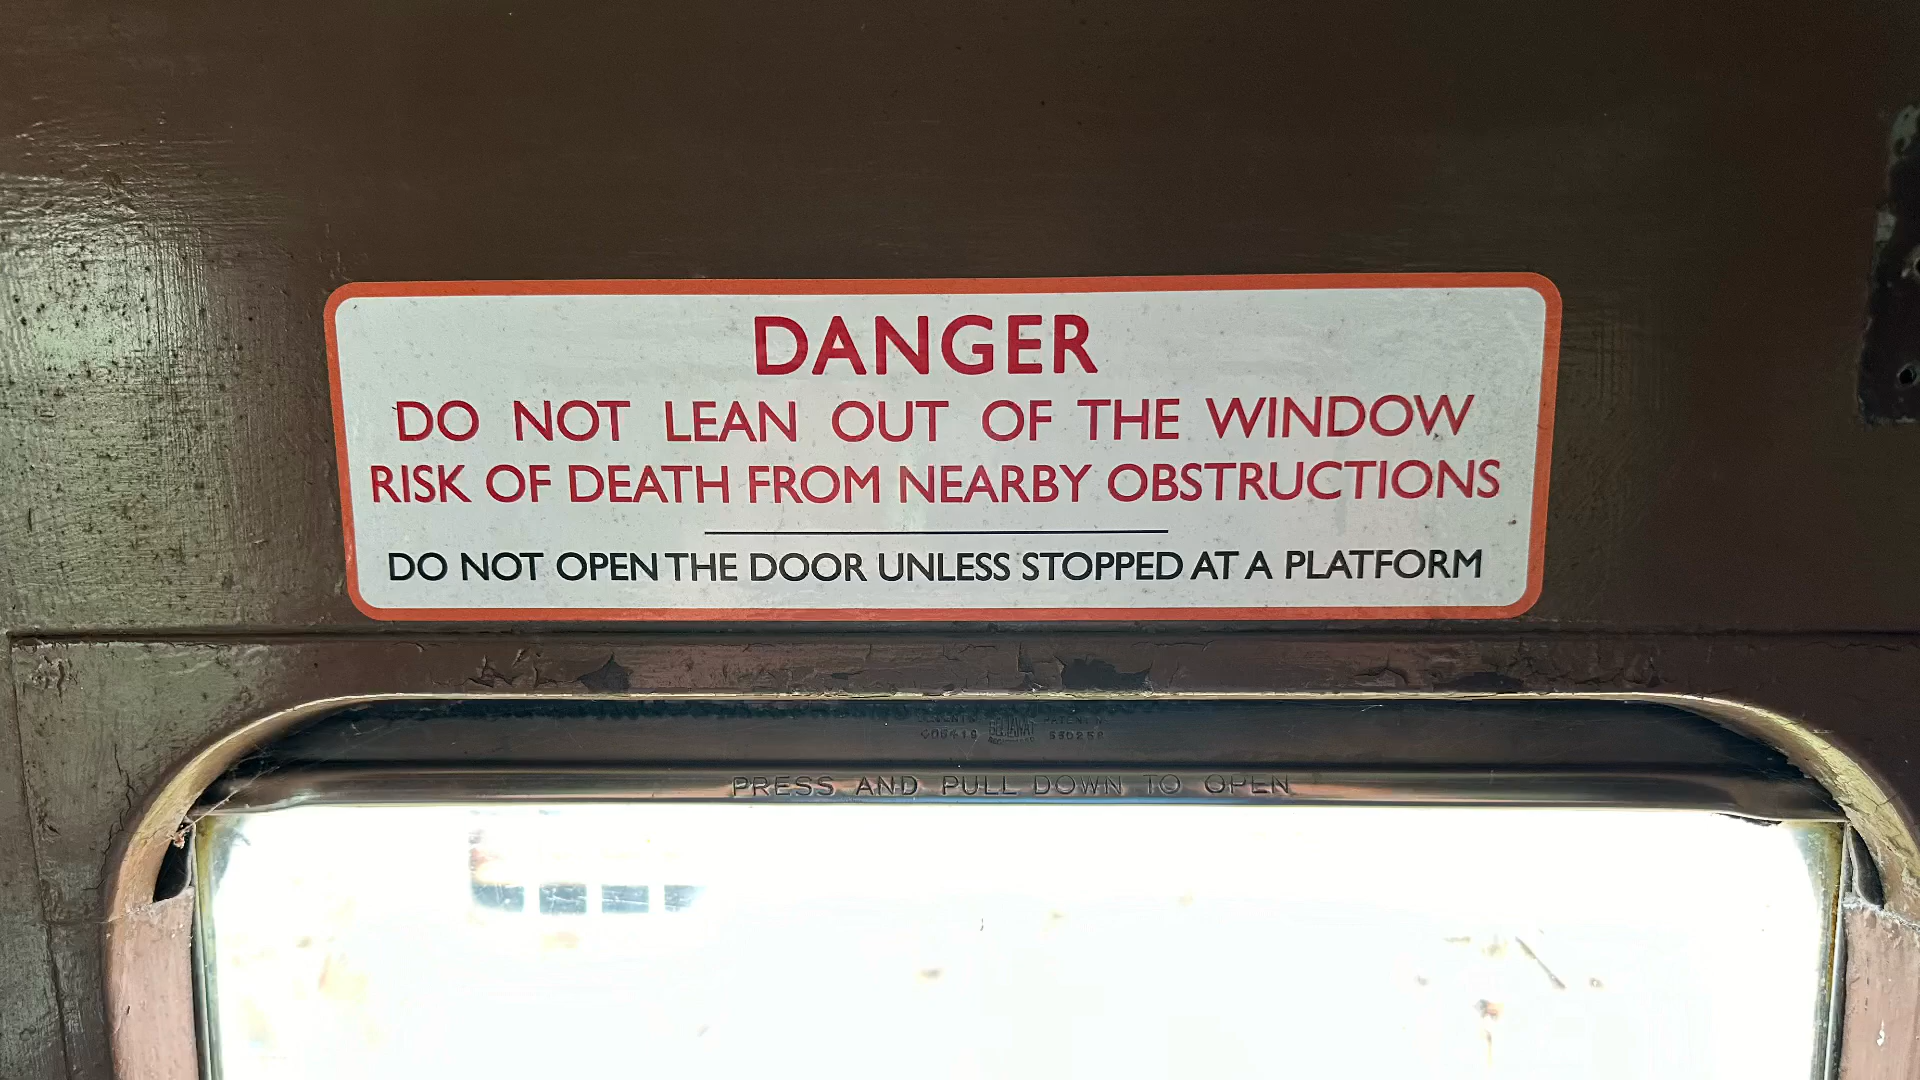 DANGER
DO NOT LEAN OUT OF THE WINDOW
RISK OF DEATH FROM NEARBY OBSTRUCTIONS
DO NOT OPEN THE DOOR UNLESS STOPPED AT A PLATFORM
PRESS AND PULL DOWN TO OPEN